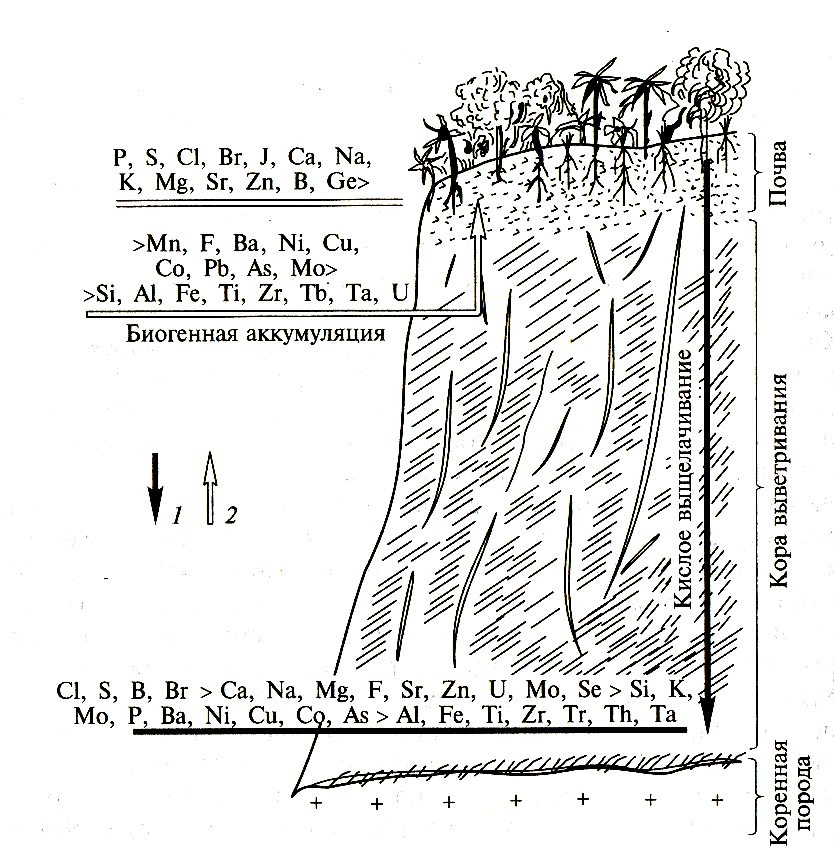 P, S, Cl, Br, J, Ca, Na,
K, Mg, Sr, Zn, B, Ge>
>Mn, F, Ba, Ni, Cu,
Co, Pb, As, Mo>
>Si, Al, Fe, Ti, Zr, Tb, Ta, U
Биогенная аккумуляция
1
2
Кислое выщелачивание
Почва
Кора выветривания
Cl, S, B, Br > Ca, Na, Mg, F, Sr, Zn, U, Mo, Se > Si, K,
Mo, P, Ba, Ni, Cu, Co, As > Al, Fe, Ti, Zr, Tr, Th, Ta
Коренная
порода
+ + + + + + +